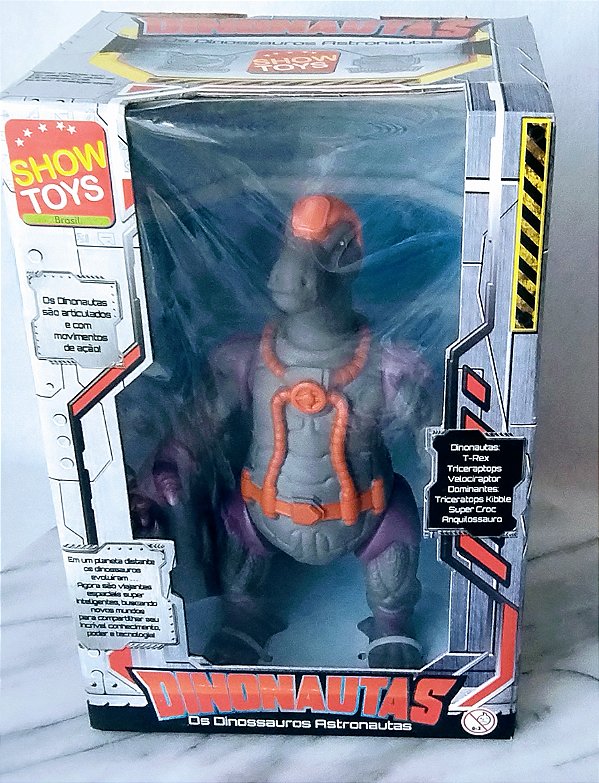 DINONAUTAS
Os Dinossauros Astronautas
SHOW
TOYS
SHOW
TOYS
Brasil
Os Dinonautas
são articulados
e com
movimentos
de ação!
Dinonautas:
T-Rex
Triceraptops
Velociraptor
Dominantes:
Triceratops Kibble
Super Croc
Anquilossauro
Em um planeta distante
os dinossauros
evoluíram ...
Agora são viajantes
espaciais super
inteligentes, buscando
novos mundos
para compartilhar seu
incrível conhecimento,
poder e tecnologia!
DINONAUTAS
Os Dinossauros Astronautas
0-3